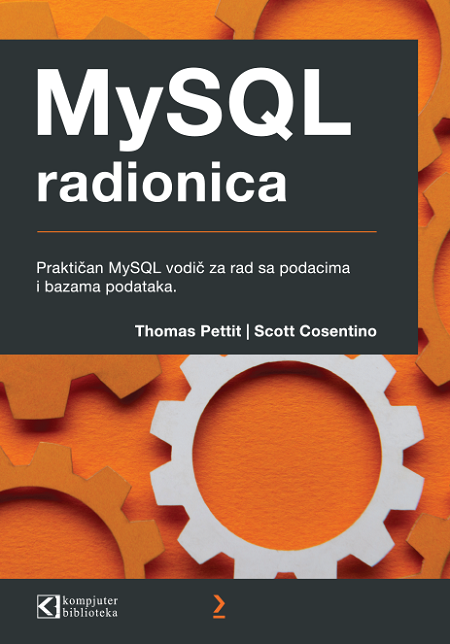 MySQL
radionica
Praktičan MySQL vodič za rad sa podacima
i bazama podataka.
Thomas Pettit | Scott Cosentino
kompjuter
biblioteka